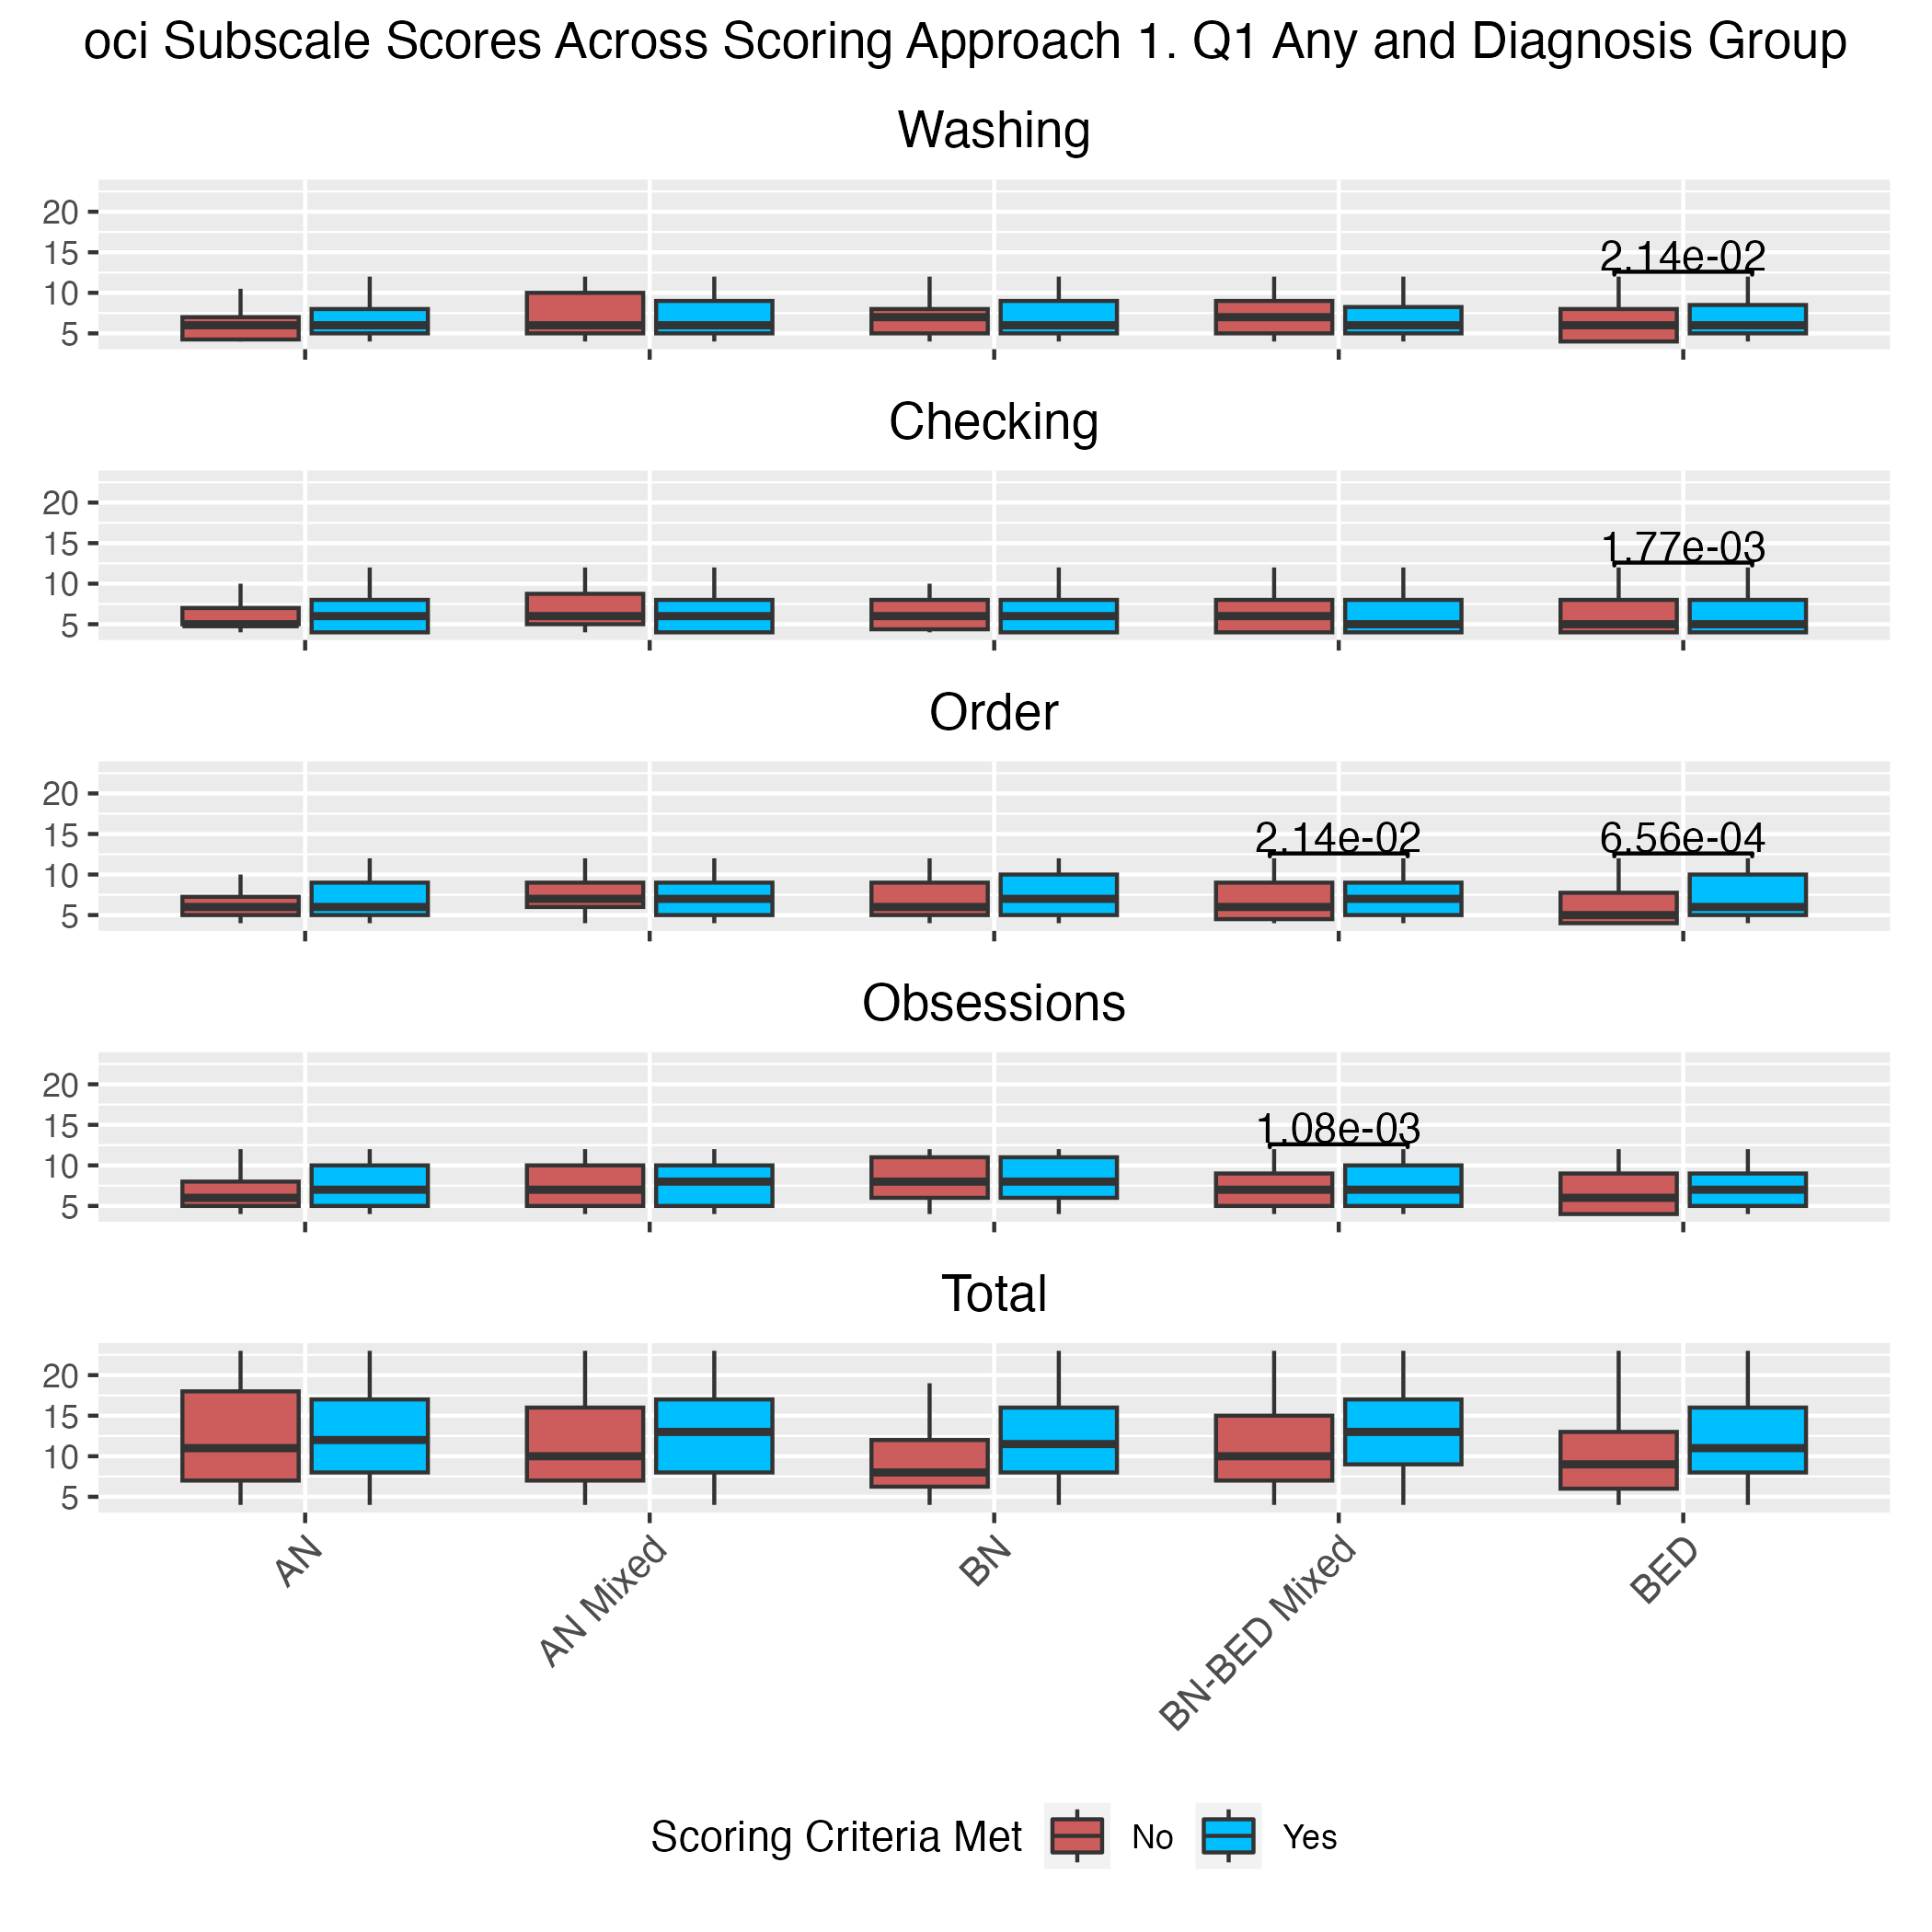 oci Subscale Scores Across Scoring Approach 1. Q1 Any and Diagnosis Group
Washing
20
15
10
5
2.14e-02
Checking
20
15
10
5
1.77e-03
Order
20
15
10
5
2.14e-02 6.56e-04
Obsessions
20
15
10
5
1.08e-03
Total
20
15
10
5
AN AN Mixed BN BN-BED Mixed BED
Scoring Criteria Met No Yes